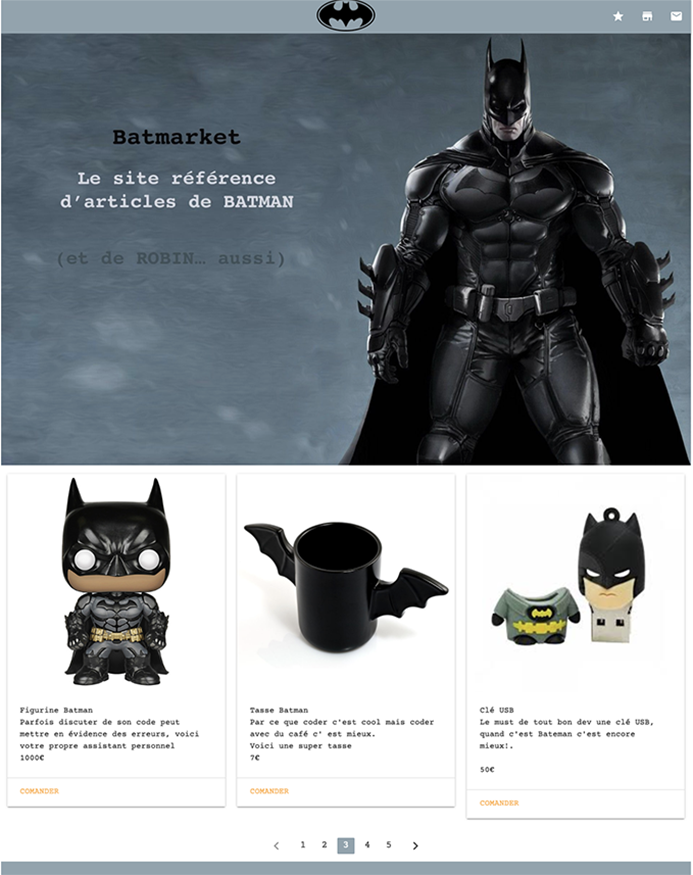 Batmarket
Le site référence
d’articles de BATMAN
(et de ROBIN… aussi)
Figurine Batman
Parfois discuter de son code peut
mettre en évidence des erreurs, voici
votre propre assistant personnel
1000€
COMANDER
Tasse Batman
Par ce que coder c'est cool mais coder
avec du café c' est mieux.
Voici une super tasse
7€
COMANDER
Clé USB
Le must de tout bon dev une clé USB,
quand c'est Bateman c'est encore
mieux!.
50€
COMANDER
1 2 3 4 5